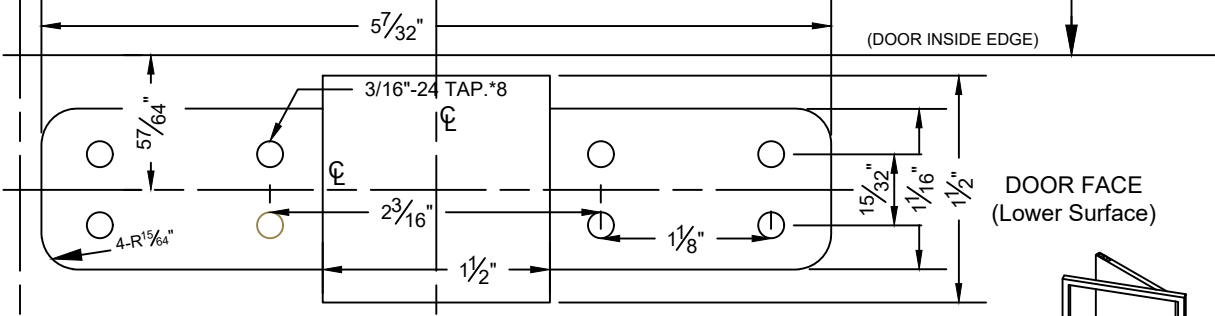 5 7/32"
(DOOR INSIDE EDGE)
57/64"
3/16"-24 TAP.*8
℄
℄
2 3/16"
15/32"
1 1/16"
1 1/2"
DOOR FACE
(Lower Surface)
4-R15/64"
1 1/8"
1 1/2"